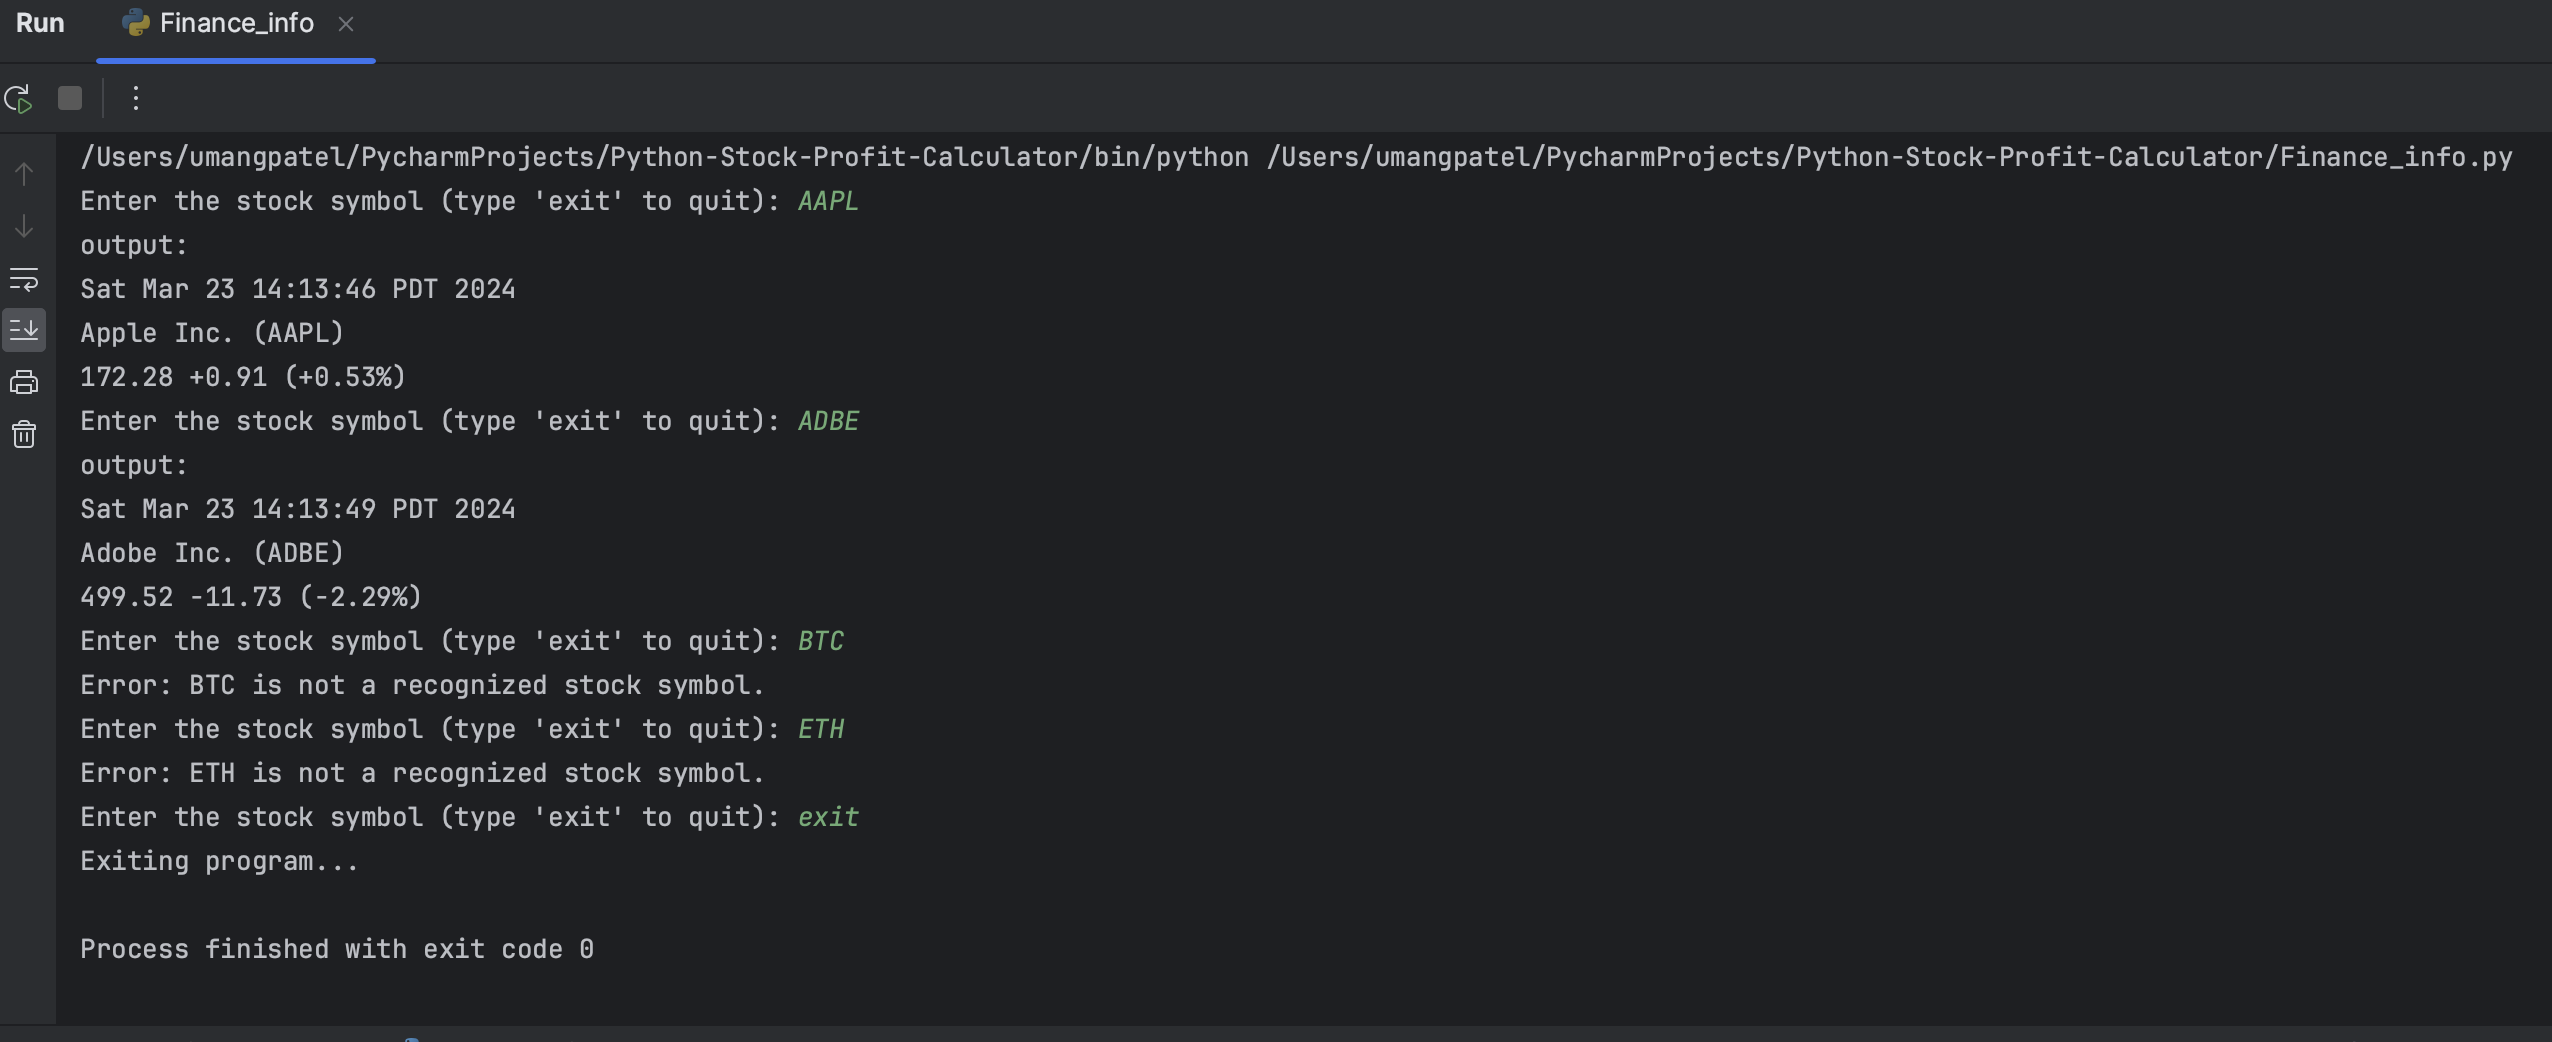 Run Finance_info
/Users/umangpatel/PycharmProjects/Python-Stock-Profit-Calculator/bin/python /Users/umangpatel/PycharmProjects/Python-Stock-Profit-Calculator/Finance_info.py
Enter the stock symbol (type 'exit' to quit): AAPL
output:
Sat Mar 23 14:13:46 PDT 2024
Apple Inc. (AAPL)
172.28 +0.91 (+0.53%)
Enter the stock symbol (type 'exit' to quit): ADBE
output:
Sat Mar 23 14:13:49 PDT 2024
Adobe Inc. (ADBE)
499.52 -11.73 (-2.29%)
Enter the stock symbol (type 'exit' to quit): BTC
Error: BTC is not a recognized stock symbol.
Enter the stock symbol (type 'exit' to quit): ETH
Error: ETH is not a recognized stock symbol.
Enter the stock symbol (type 'exit' to quit): exit
Exiting program...
Process finished with exit code 0